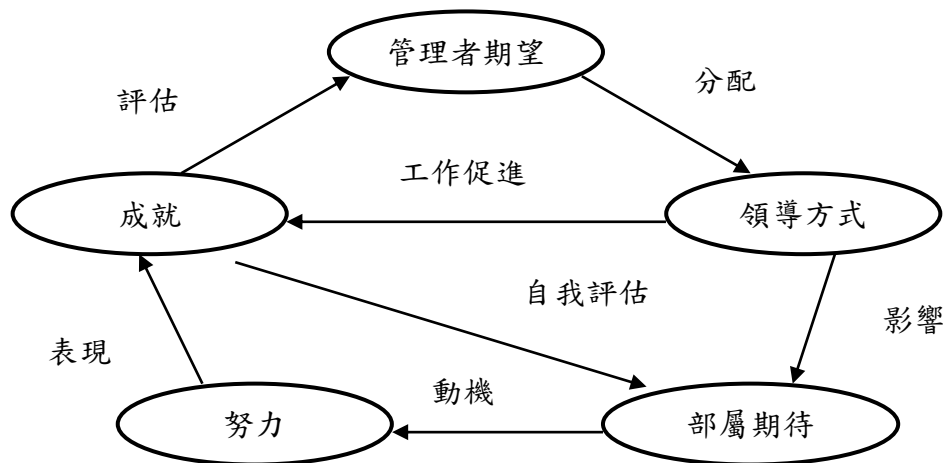 管理者期望
評估
分配
工作促進
成就
領導方式
自我評估
影響
表現
動機
努力
部屬期待